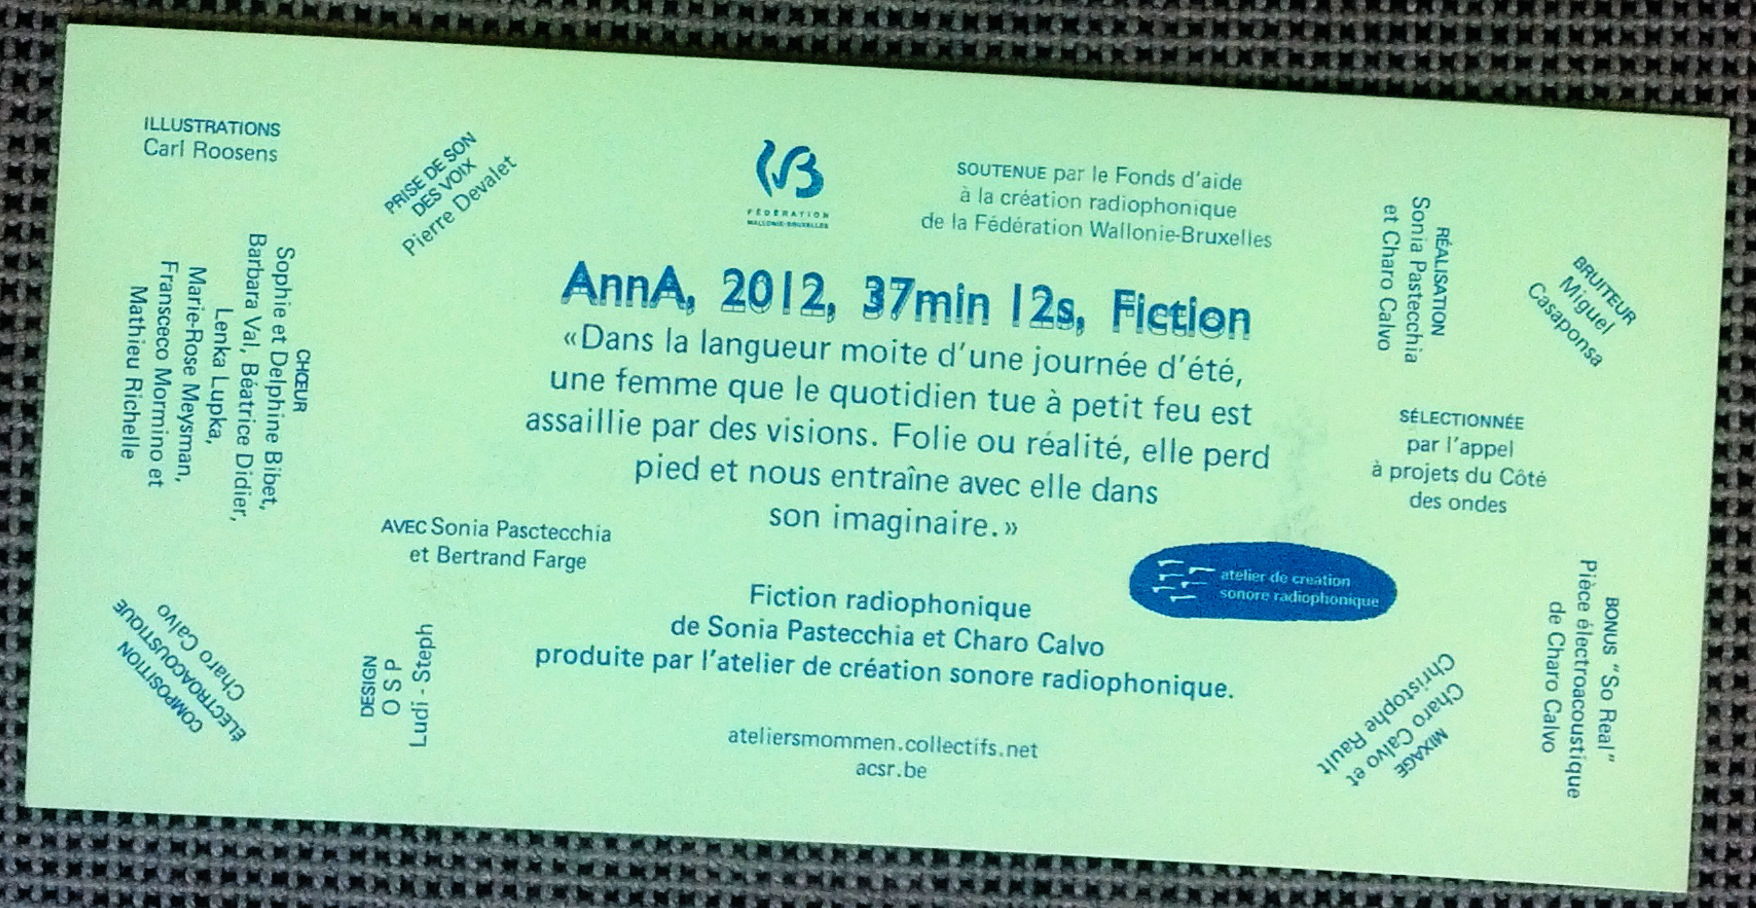 ILLUSTRATIONS
Carl Roosens
PRISE DE SON
DES VOIX
Pierre Devalet
FÉDÉRATION
WALLONIE-BRUXELLES
SOUTENUE par le Fonds d'aide
à la création radiophonique
de la Fédération Wallonie-Bruxelles
RÉALISATION
Sonia Pastecchia
et Charo Calvo
BRUITEUR
Miguel
Casaponsa
CHŒUR
Sophie et Delphine Bibet,
Barbara Val, Béatrice Didier,
Lenka Lupka,
Marie-Rose Meysman,
Fransceco Mormino et
Mathieu Richelle
AnnA, 2012, 37min 12s, Fiction
«Dans la langueur moite d'une journée d'été,
une femme que le quotidien tue à petit feu est
assaillie par des visions. Folie ou réalité, elle perd
pied et nous entraîne avec elle dans
son imaginaire.»
SÉLECTIONNÉE
par l'appel
à projets du Côté
des ondes
AVEC Sonia Pasctecchia
et Bertrand Farge
atelier de creation
sonore radiophonique
Fiction radiophonique
de Sonia Pastecchia et Charo Calvo
produite par l'atelier de création sonore radiophonique.
COMPOSITION
ÉLECTROACOUSTIQUE
Charo Calvo
DESIGN
O S P
Ludi - Steph
ateliersmommen.collectifs.net
acsr.be
MIXAGE
Charo Calvo et
Christophe Rault
BONUS "So Real"
Pièce électroacoustique
de Charo Calvo